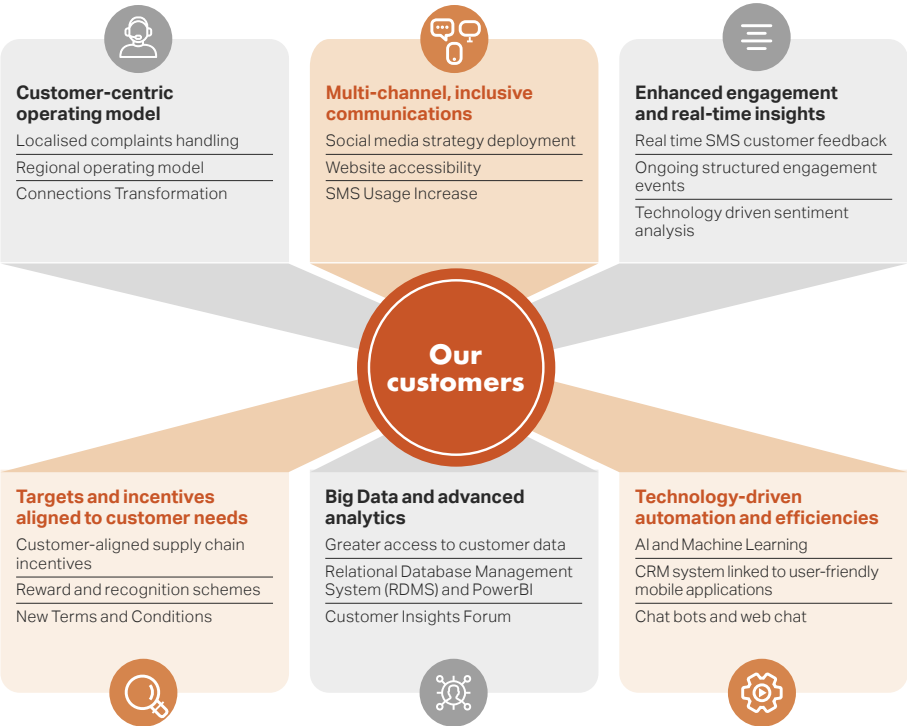 Customer-centric
operating model
Localised complaints handling
Regional operating model
Connections Transformation
Multi-channel, inclusive
communications
Social media strategy deployment
Website accessibility
SMS Usage Increase
Enhanced engagement
and real-time insights
Real time SMS customer feedback
Ongoing structured engagement
events
Technology driven sentiment
analysis
Our
customers
Targets and incentives
aligned to customer needs
Customer-aligned supply chain
incentives
Reward and recognition schemes
New Terms and Conditions
Big Data and advanced
analytics
Greater access to customer data
Relational Database Management
System (RDMS) and PowerBI
Customer Insights Forum
Technology-driven
automation and efficiencies
AI and Machine Learning
CRM system linked to user-friendly
mobile applications
Chat bots and web chat